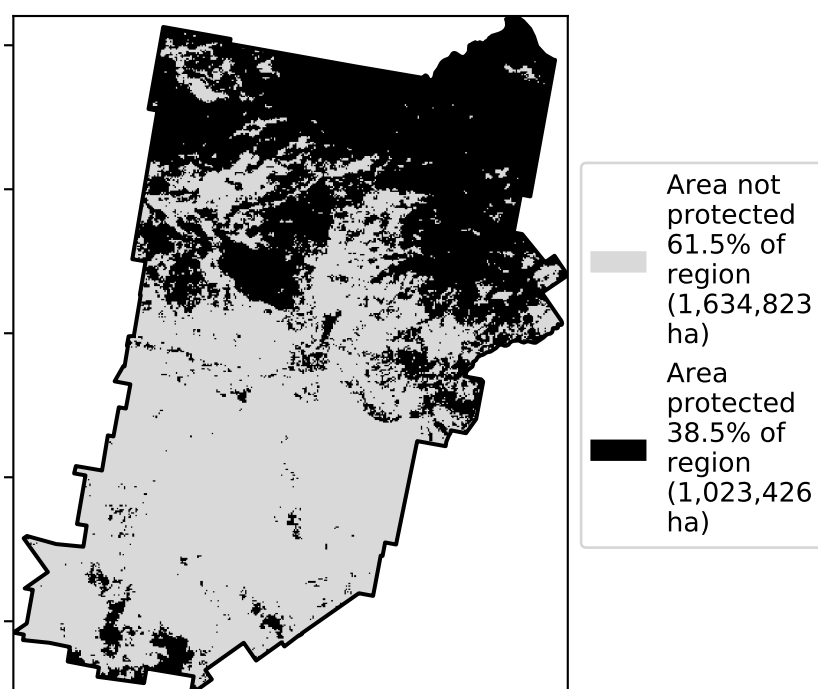 Area not
protected
61.5% of
region
(1,634,823
ha)
Area
protected
38.5% of
region
(1,023,426
ha)